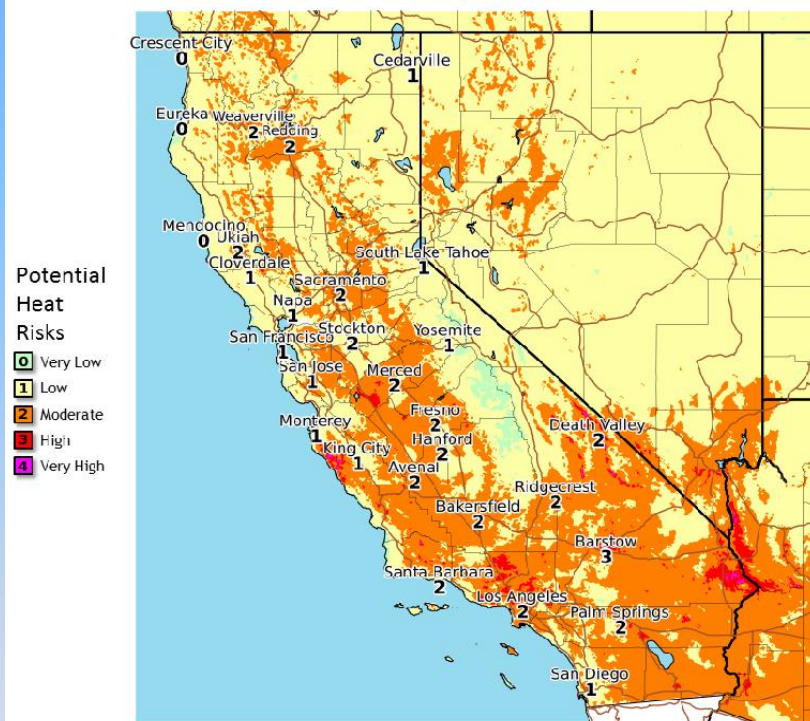 Crescent City
0
Cedarville
1
Eureka
0
Weaverville
2
Redding
2
Mendocino
0
Ukiah
2
Cloverdale
1
South Lake Tahoe
1
Potential
Heat
Risks
0 Very Low
1 Low
2 Moderate
3 High
4 Very High
Sacramento
2
Napa
1
San Francisco
1
Stockton
2
Yosemite
1
San Jose
1
Merced
2
Monterey
1
Fresno
2
Hanford
2
King City
1
Avenal
2
Death Valley
2
Ridgecrest
2
Bakersfield
2
Barstow
3
Santa Barbara
2
Los Angeles
2
Palm Springs
2
San Diego
1